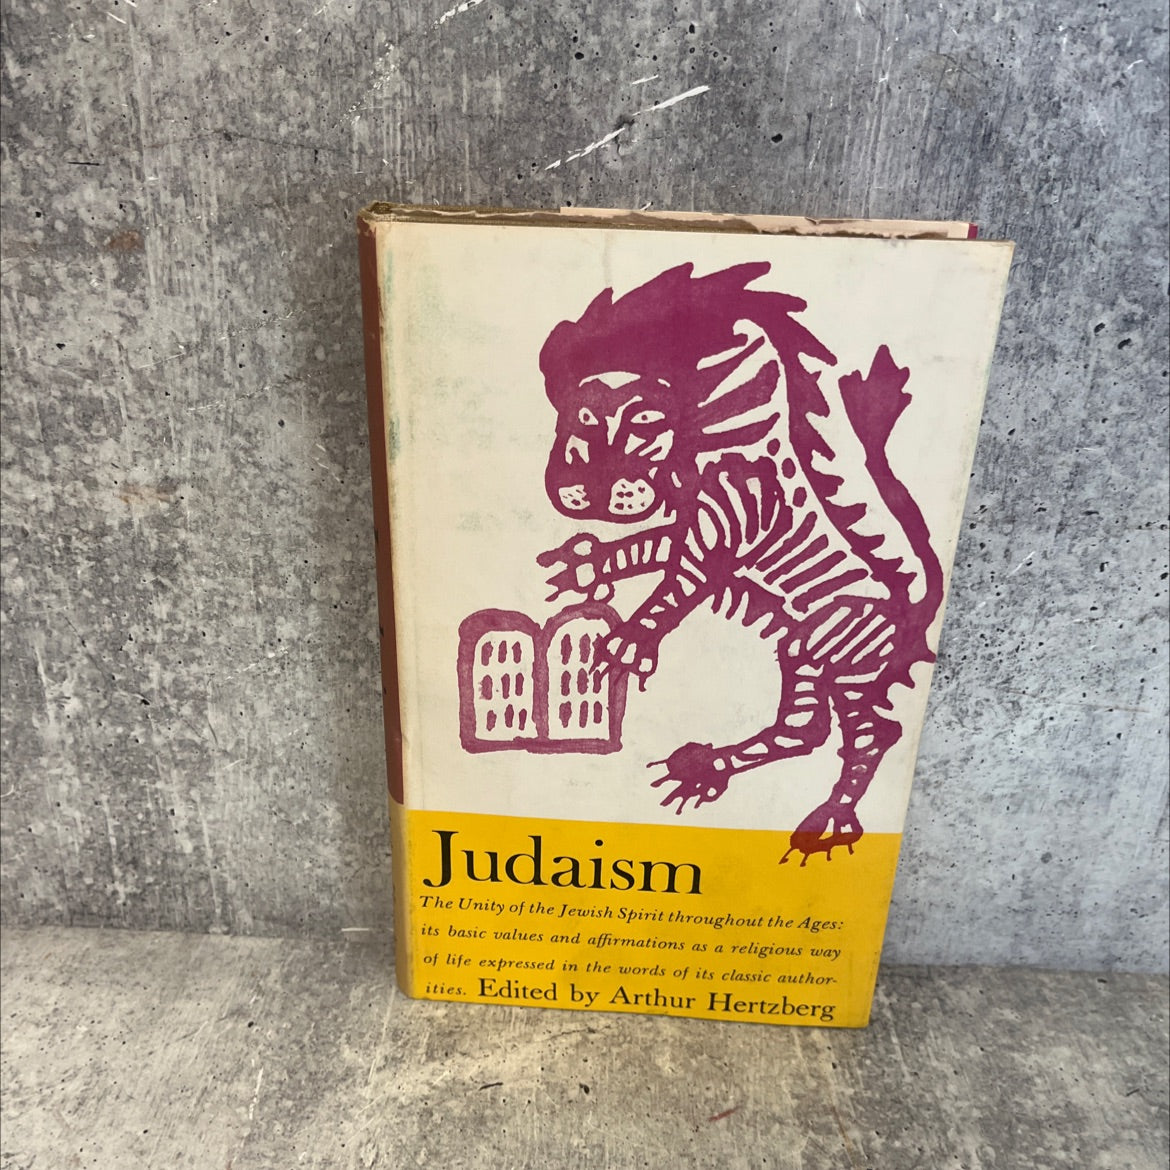 Judaism
The Unity of the Jewish Spirit throughout the Ages:
its basic values and affirmations as a religious way
of life expressed in the words of its classic author-
ities. Edited by Arthur Hertzberg